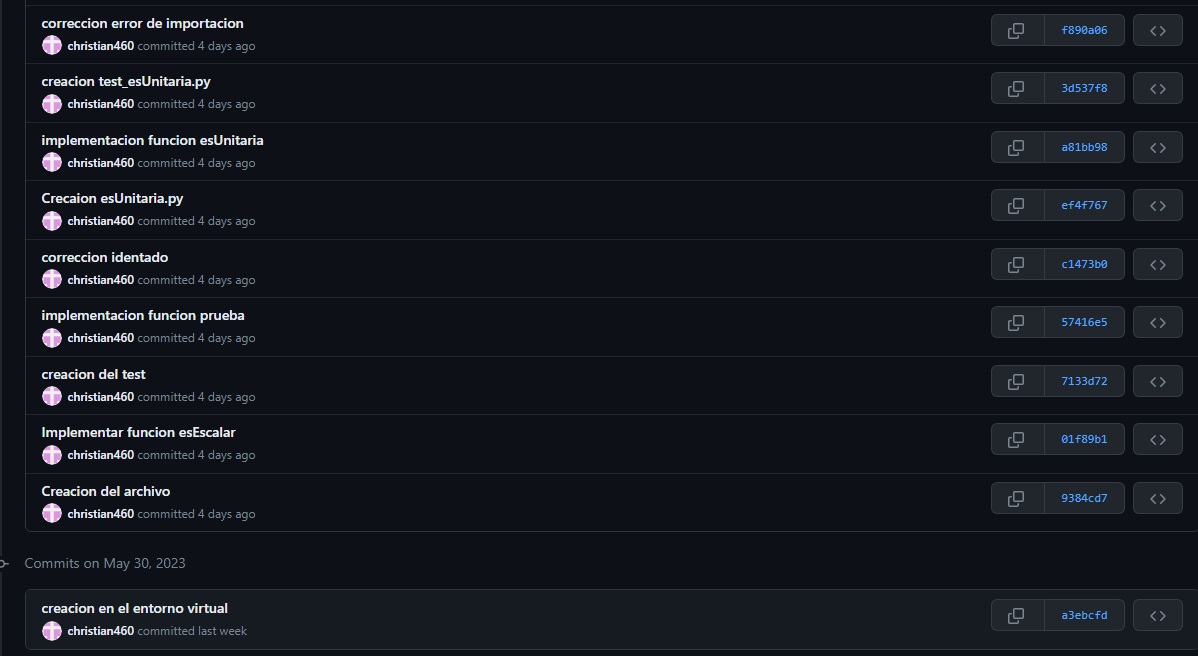 correccion error de importacion
christian460 committed 4 days ago
f890a06
creacion test_esUnitaria.py
christian460 committed 4 days ago
3d537f8
implementacion funcion esUnitaria
christian460 committed 4 days ago
a81bb98
Crecaion esUnitaria.py
christian460 committed 4 days ago
ef4f767
correccion identado
christian460 committed 4 days ago
c1473b0
implementacion funcion prueba
christian460 committed 4 days ago
57416e5
creacion del test
christian460 committed 4 days ago
7133d72
Implementar funcion esEscalar
christian460 committed 4 days ago
01f89b1
Creacion del archivo
christian460 committed 4 days ago
9384cd7
Commits on May 30, 2023
creacion en el entorno virtual
christian460 committed last week
a3ebcfd